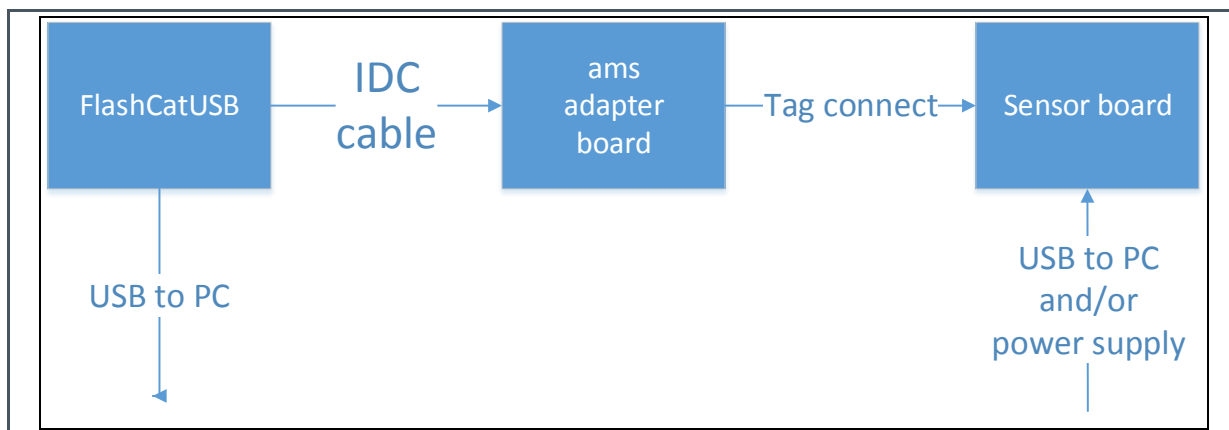 FlashCatUSB
IDC
cable
ams
adapter
board
Tag connect
Sensor board
USB to PC
USB to PC
and/or
power supply